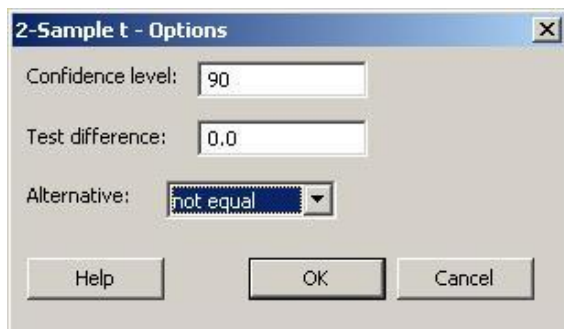 2-Sample t - Options
Confidence level: 90
Test difference: 0.0
Alternative: not equal
Help OK Cancel